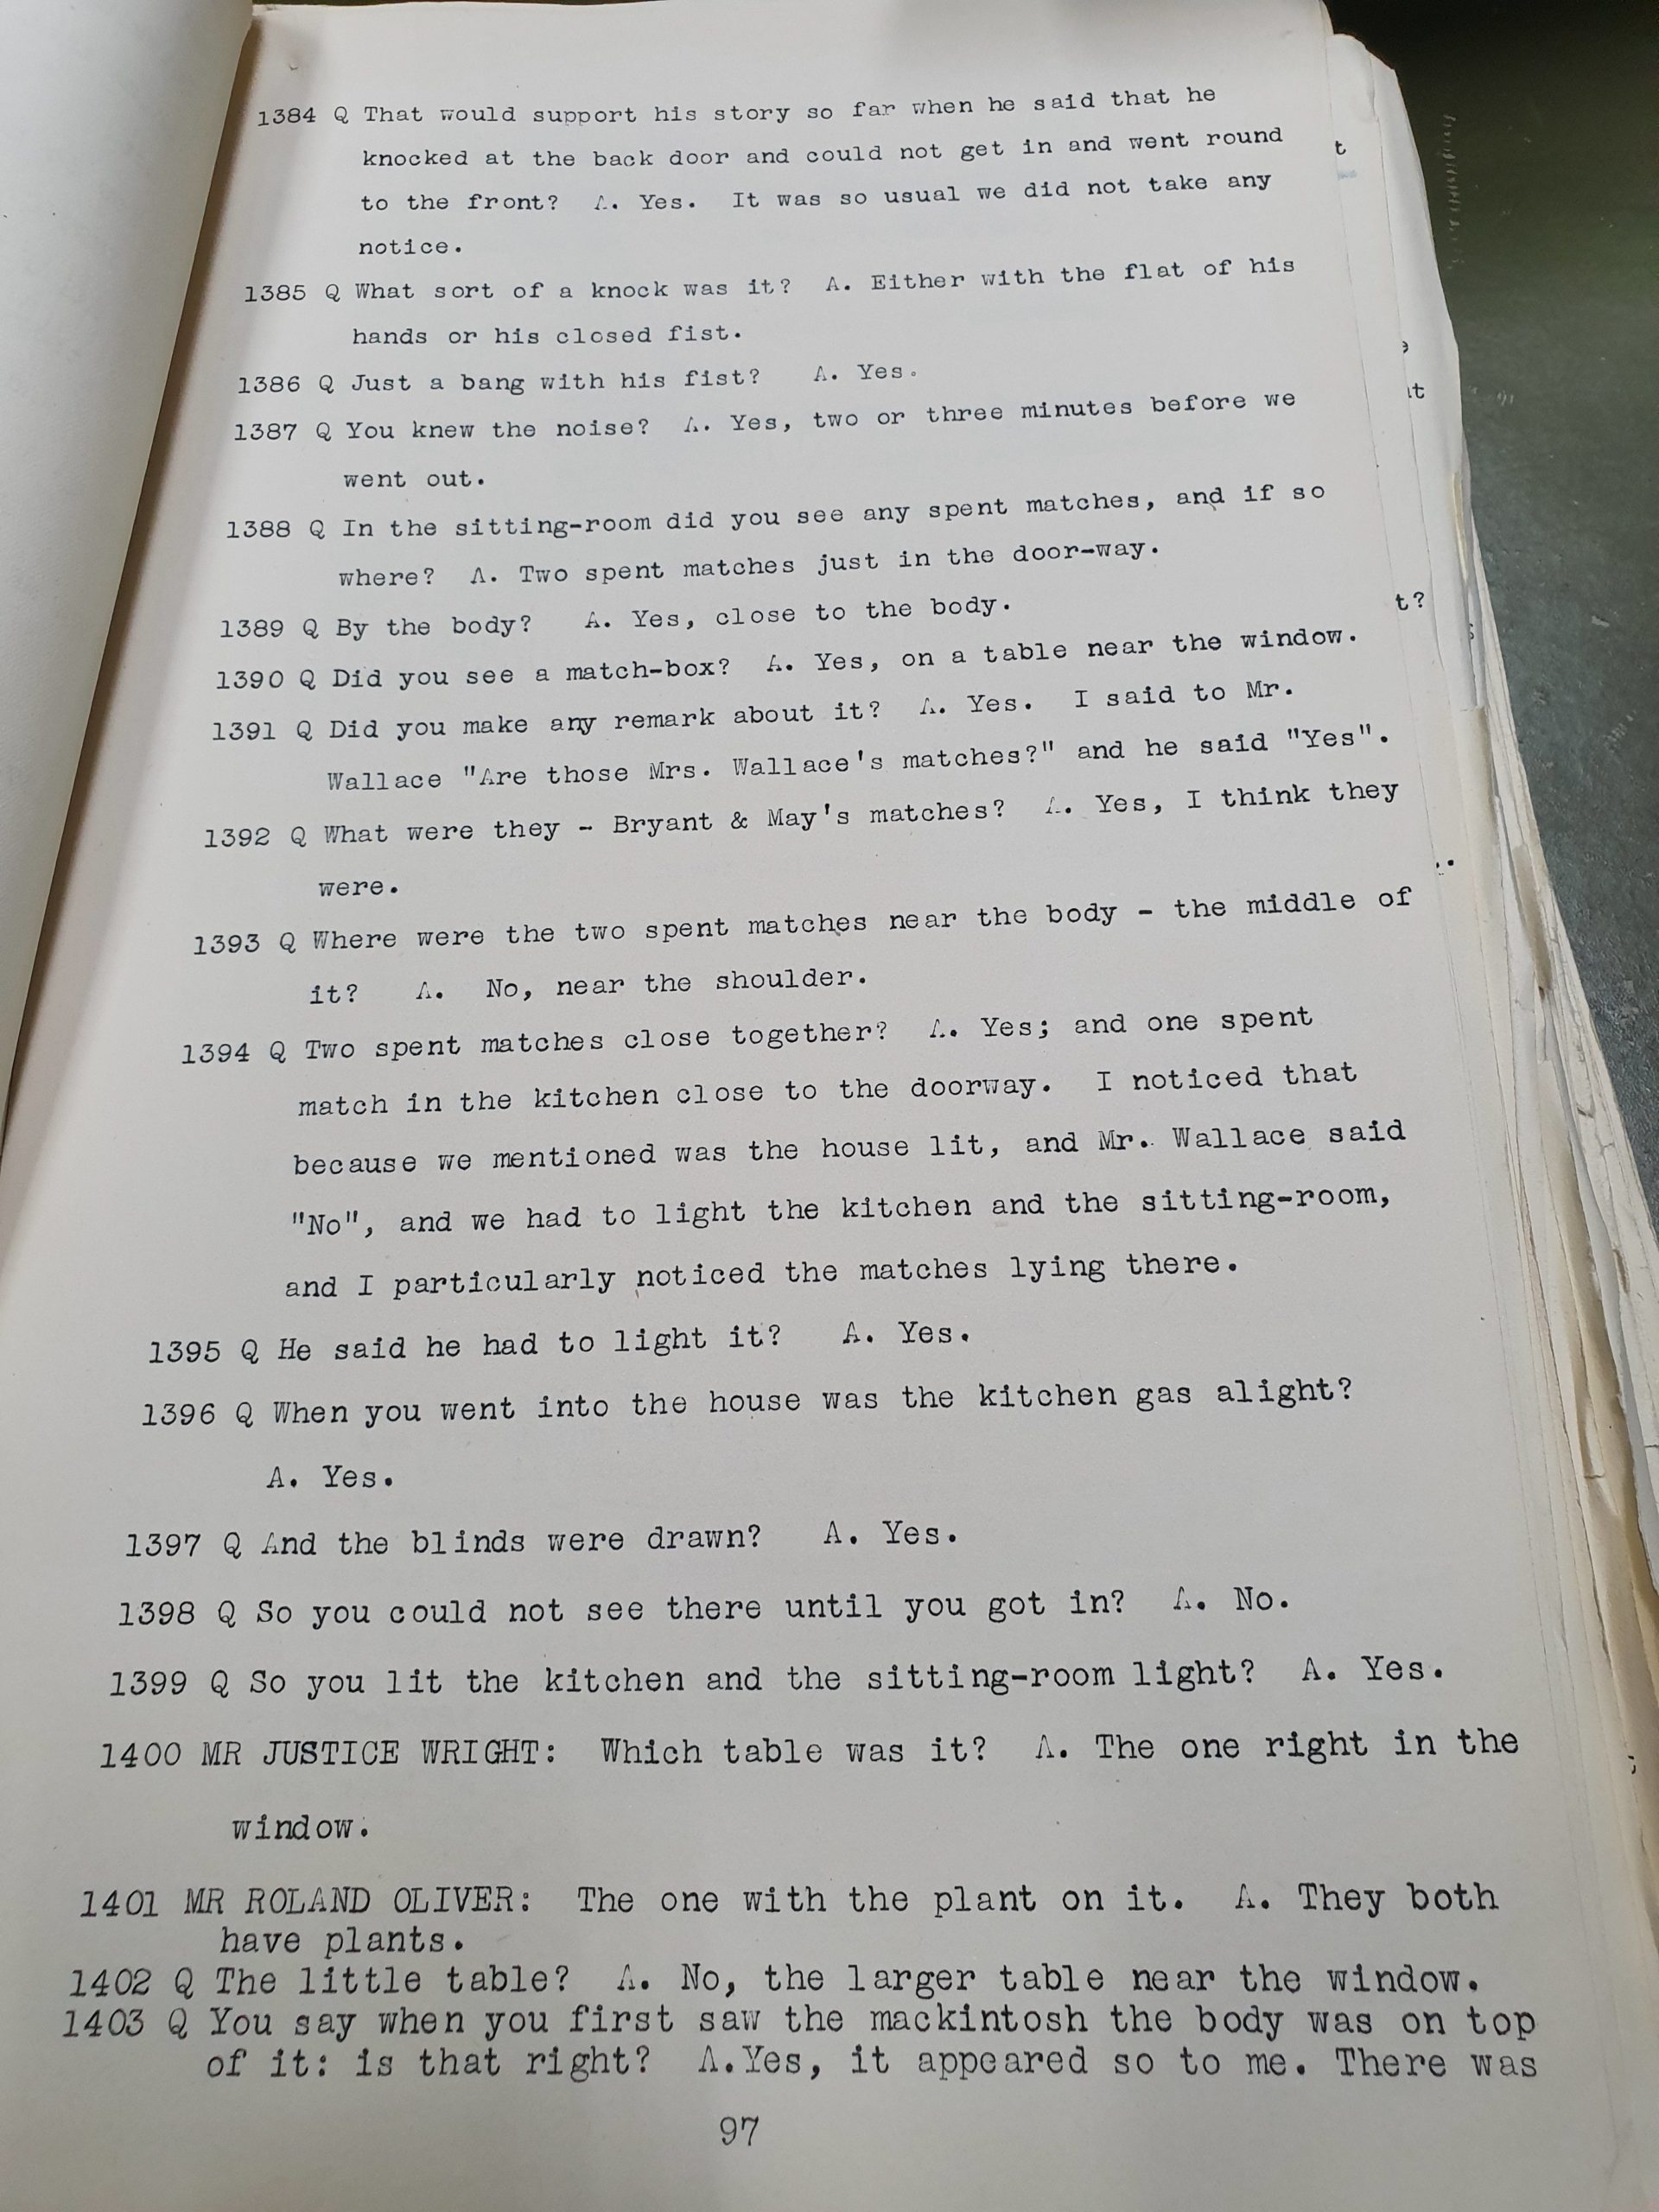 1384 Q That would support his story so far when he said that he
knocked at the back door and could not get in and went round
to the front? A. Yes. It was so usual we did not take any
notice.
1385 Q What sort of a knock was it? A. Either with the flat of his
hands or his closed fist.
1386 Q Just a bang with his fist? A. Yes.
1387 Q You knew the noise? A. Yes, two or three minutes before we
went out.
1388 Q In the sitting-room did you see any spent matches, and if so
where? A. Two spent matches just in the door-way.
1389 Q By the body? A. Yes, close to the body.
1390 Q Did you see a match-box? A. Yes, on a table near the window.
1391 Q Did you make any remark about it? A. Yes. I said to Mr.
Wallace "Are those Mrs. Wallace's matches?" and he said "Yes".
1392 Q What were they - Bryant & May's matches? A. Yes, I think they
were.
1393 Q Where were the two spent matches near the body - the middle of
it? A. No, near the shoulder.
1394 Q Two spent matches close together? A. Yes; and one spent
match in the kitchen close to the doorway. I noticed that
because we mentioned was the house lit, and Mr. Wallace said
"No", and we had to light the kitchen and the sitting-room,
and I particularly noticed the matches lying there.
1395 Q He said he had to light it? A. Yes.
1396 Q When you went into the house was the kitchen gas alight?
A. Yes.
1397 Q And the blinds were drawn? A. Yes.
1398 Q So you could not see there until you got in? A. No.
1399 Q So you lit the kitchen and the sitting-room light? A. Yes.
1400 MR JUSTICE WRIGHT: Which table was it? A. The one right in the
window.
1401 MR ROLAND OLIVER: The one with the plant on it. A. They both
have plants.
1402 Q The little table? A. No, the larger table near the window.
1403 Q You say when you first saw the mackintosh the body was on top
of it: is that right? A.Yes, it appeared so to me. There was
97